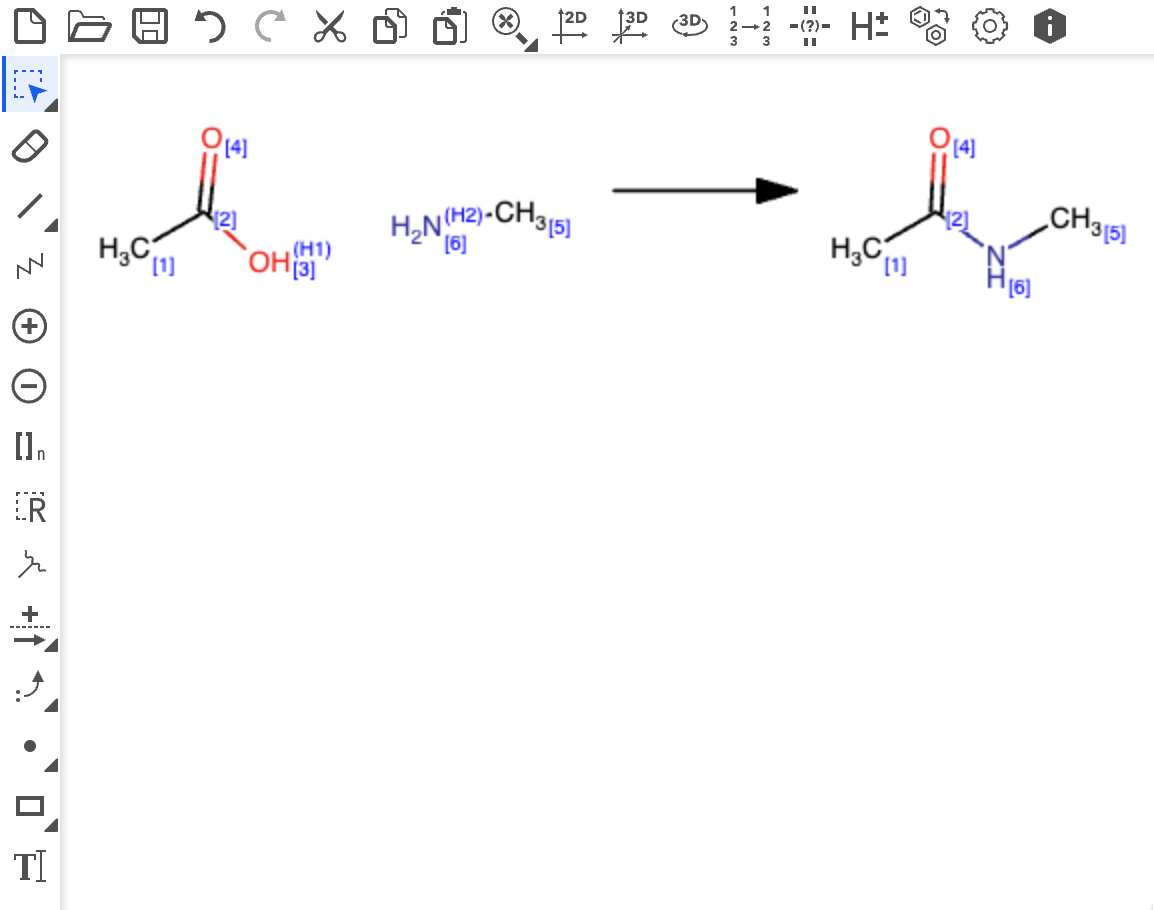 2D 3D 3D 1 2 3 → 1 2 3 (?) H±
O[4] O[4]
[2] H₂N(H2)[6]-CH₃[5] [2] CH₃[5]
H₃C[1] OH(H1)[3] H₃C[1] N
H[6]
[]n
R
T